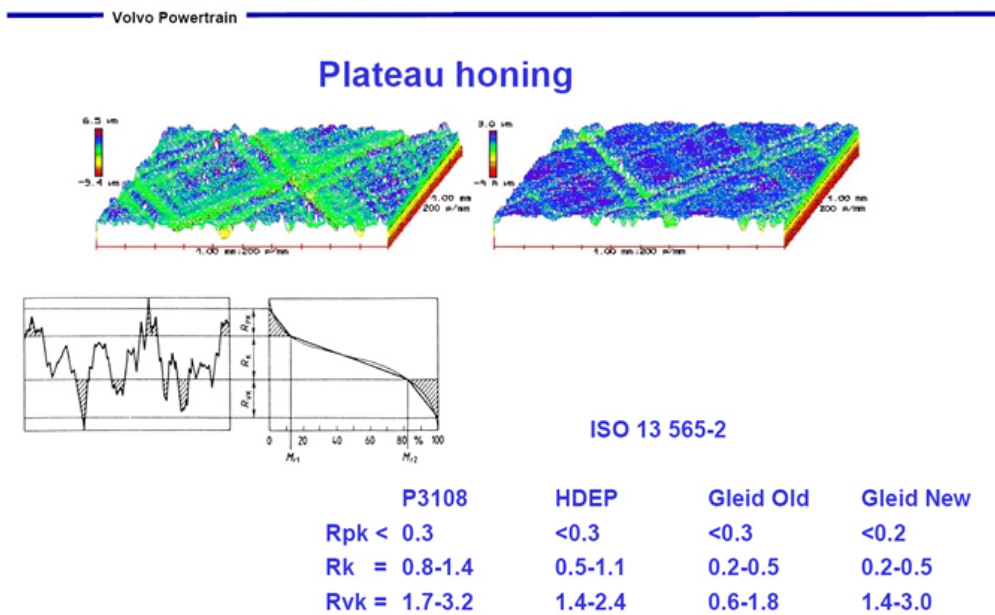 Volvo Powertrain
Plateau honing
6.5 µm
-9.4 µm
1.00 mm
200 P/mm
1.00 mm:200 P/mm
3.0 µm
1.00 mm
200 P/mm
1.00 mm:200 P/mm
RPK
RK
RVK
0 20 40 60 80 % 100
Mr1 Mr2
ISO 13 565-2
P3108 HDEP Gleid Old Gleid New
Rpk < 0.3 <0.3 <0.3 <0.2
Rk = 0.8-1.4 0.5-1.1 0.2-0.5 0.2-0.5
Rvk = 1.7-3.2 1.4-2.4 0.6-1.8 1.4-3.0